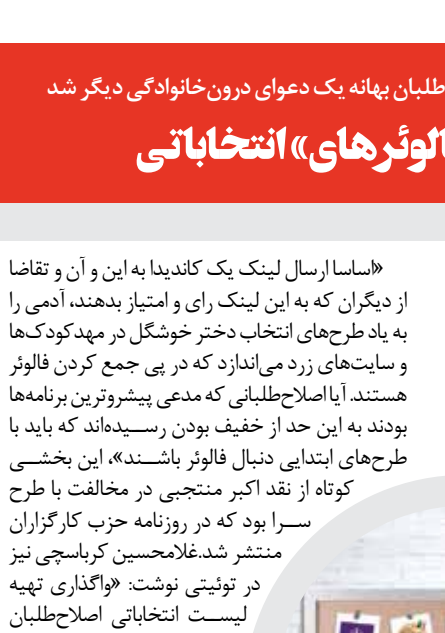 طلبان بهانه یک دعوای درون‌خانوادگی دیگر شد
لوئرهای» انتخاباتی
«اساسا ارسال لینک یک کاندیدا به این و آن و تقاضا
از دیگران که به این لینک رای و امتیاز بدهند، آدمی را
به یاد طرح‌های انتخاب دختر خوشگل در مهدکودک‌ها
و سایت‌های زرد می‌اندازد که در پی جمع کردن فالوئر
هستند. آیا اصلاح‌طلبانی که مدعی پیشروترین برنامه‌ها
بودند به این حد از خفیف بودن رسیده‌اند که باید با
طرح‌های ابتدایی دنبال فالوئر باشند»، این بخشی
کوتاه از نقد اکبر منتجبی در مخالفت با طرح
سرا بود که در روزنامه حزب کارگزاران
منتشر شد.غلامحسین کرباسچی نیز
در توئیتی نوشت: «واگذاری تهیه
لیست انتخاباتی اصلاح‌طلبان